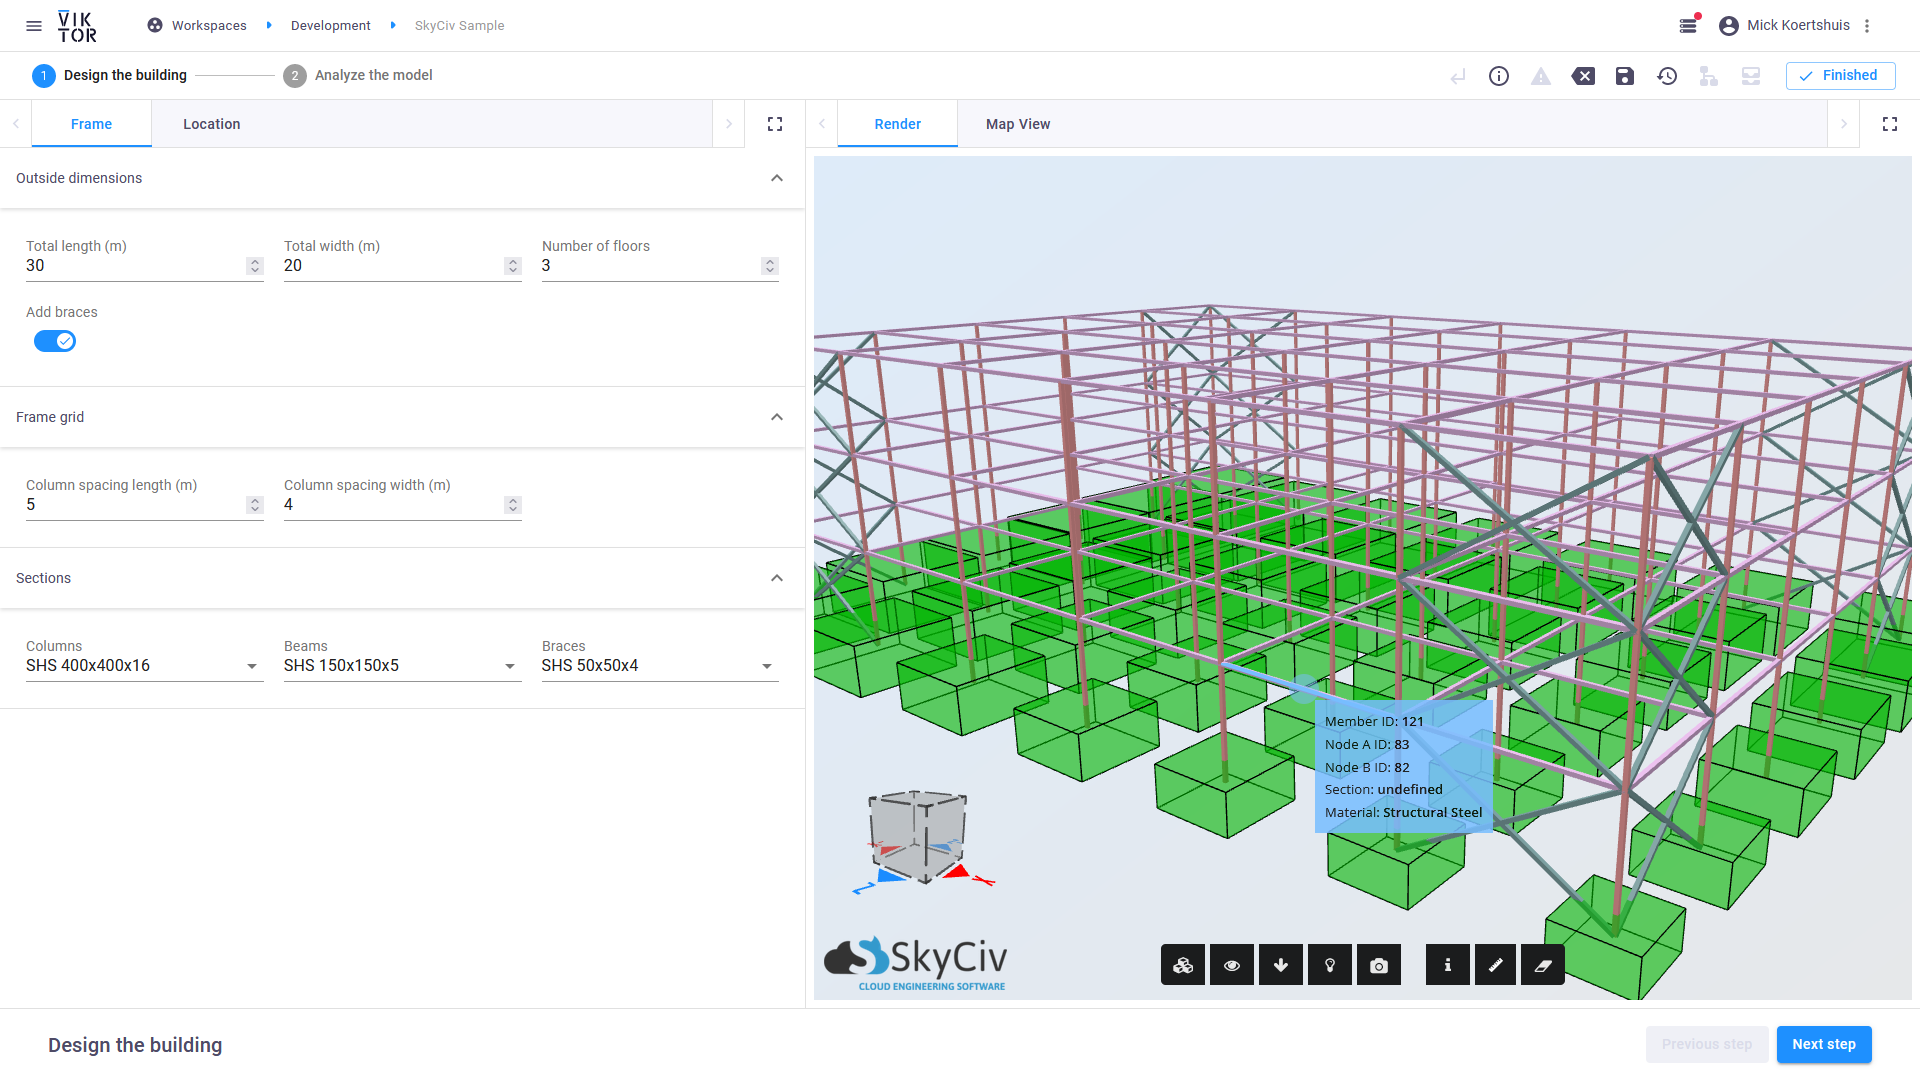 VIKTOR
Workspaces
Development
SkyCiv Sample
Mick Koertshuis
1 Design the building
2 Analyze the model
Finished
Frame
Location
Render
Map View
Outside dimensions
Total length (m)
Total width (m)
Number of floors
30
20
3
Add braces
Frame grid
Column spacing length (m)
Column spacing width (m)
5
4
Sections
Columns
Beams
Braces
SHS 400x400x16
SHS 150x150x5
SHS 50x50x4
Member ID: 121
Node A ID: 83
Node B ID: 82
Section: undefined
Material: Structural Steel
SkyCiv
CLOUD ENGINEERING SOFTWARE
Design the building
Previous step
Next step